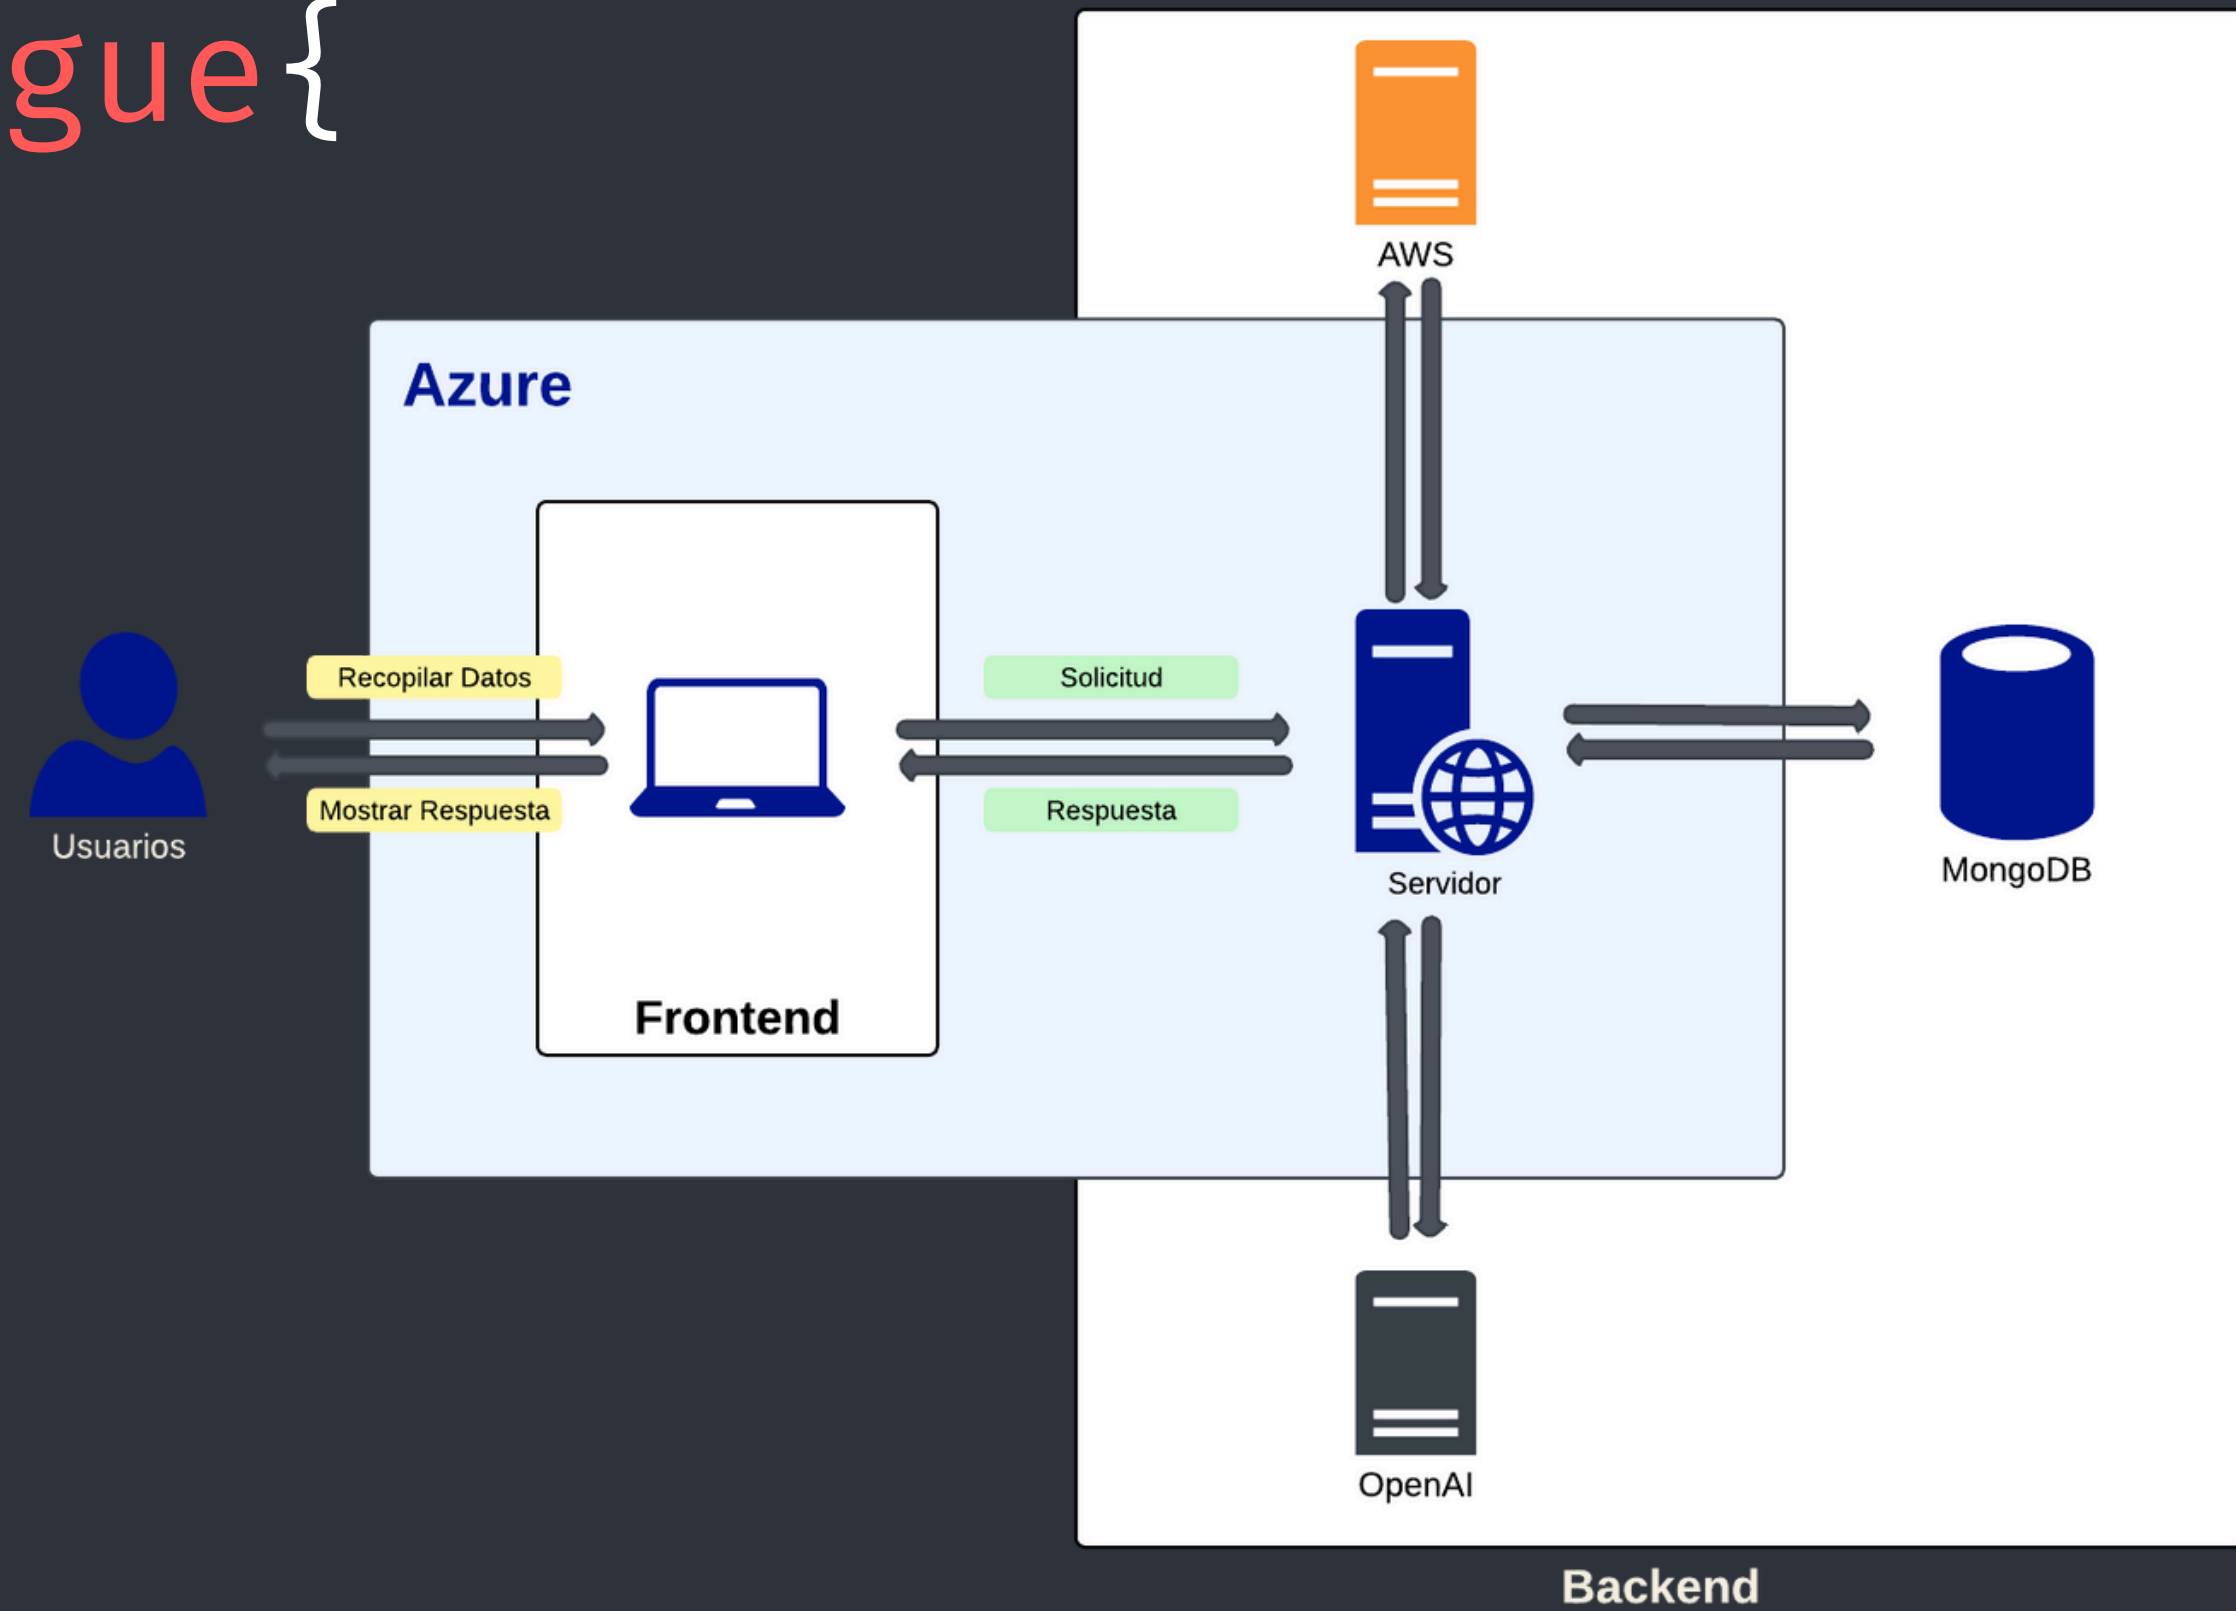 gue{
AWS
Azure
Recopilar Datos
Solicitud
Mostrar Respuesta
Respuesta
Usuarios
Servidor
MongoDB
Frontend
OpenAI
Backend